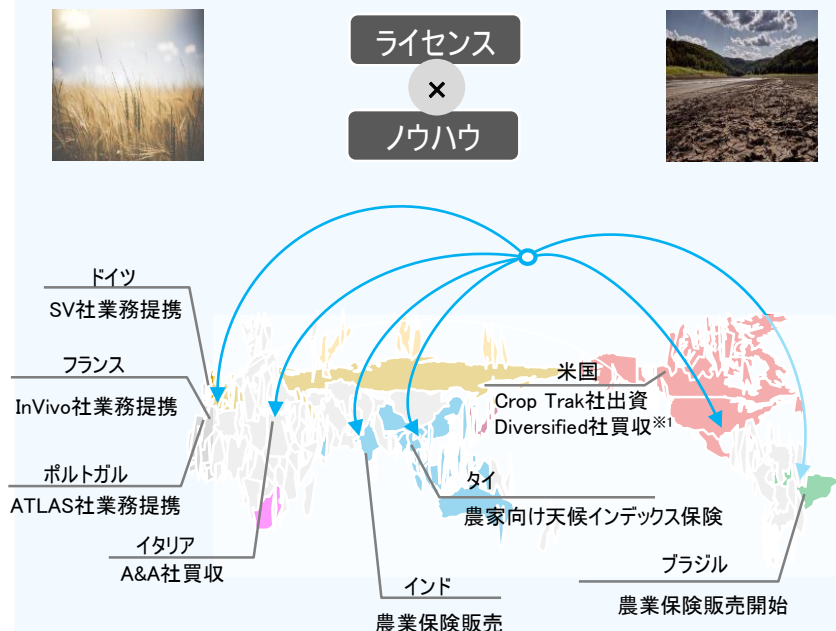 ライセンス
×
ノウハウ
ドイツ
SV社業務提携
フランス
InVivo社業務提携
ポルトガル
ATLAS社業務提携
イタリア
A&A社買収
インド
農業保険販売
タイ
農家向け天候インデックス保険
米国
Crop Trak社出資
Diversified社買収※1
ブラジル
農業保険販売開始